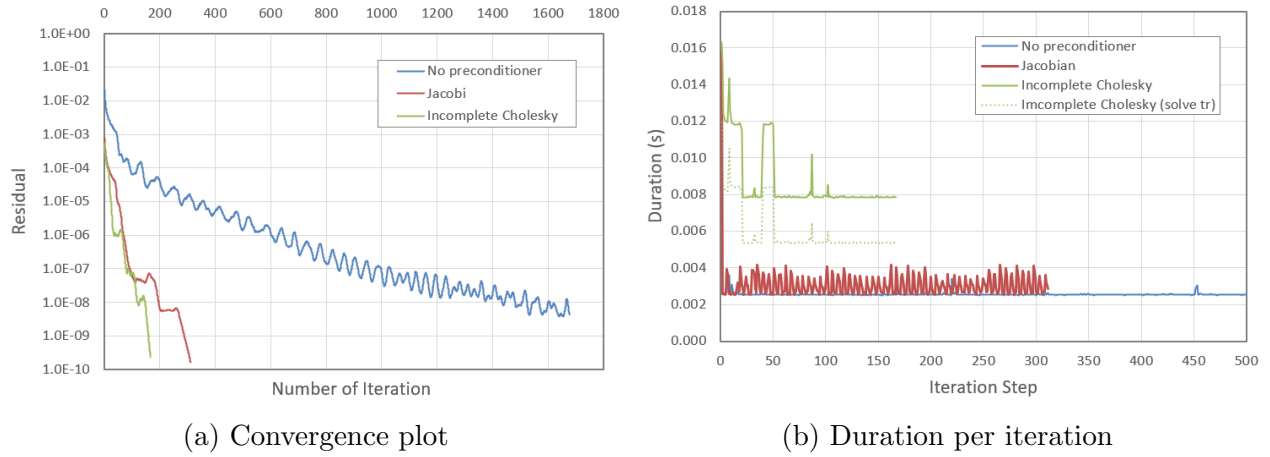 0 200 400 600 800 1000 1200 1400 1600 1800
1.0E+00
1.0E-01
1.0E-02
1.0E-03
1.0E-04
1.0E-05
1.0E-06
1.0E-07
1.0E-08
1.0E-09
1.0E-10
Residual
No preconditioner
Jacobi
Incomplete Cholesky
Number of Iteration
(a) Convergence plot
0.018
0.016
0.014
0.012
0.010
0.008
0.006
0.004
0.002
0.000
Duration (s)
No preconditioner
Jacobian
Incomplete Cholesky
Imcomplete Cholesky (solve tr)
0 50 100 150 200 250 300 350 400 450 500
Iteration Step
(b) Duration per iteration